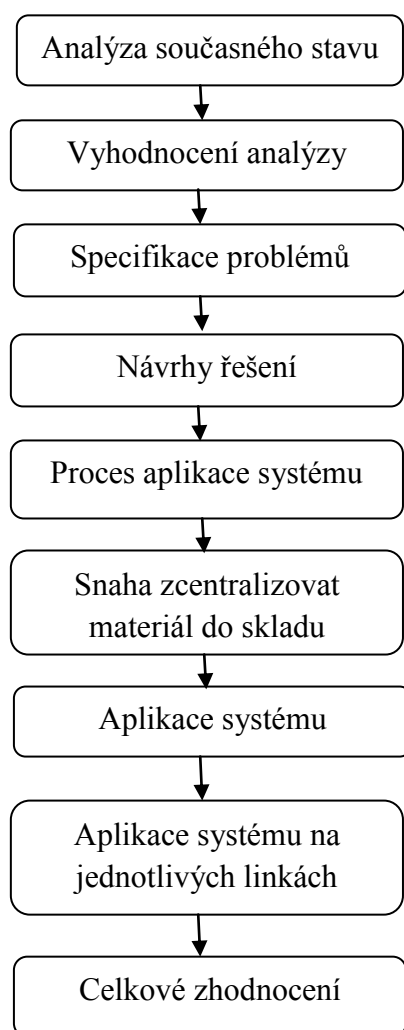 Analýza současného stavu
Vyhodnocení analýzy
Specifikace problémů
Návrhy řešení
Proces aplikace systému
Snaha zcentralizovat
materiál do skladu
Aplikace systému
Aplikace systému na
jednotlivých linkách
Celkové zhodnocení